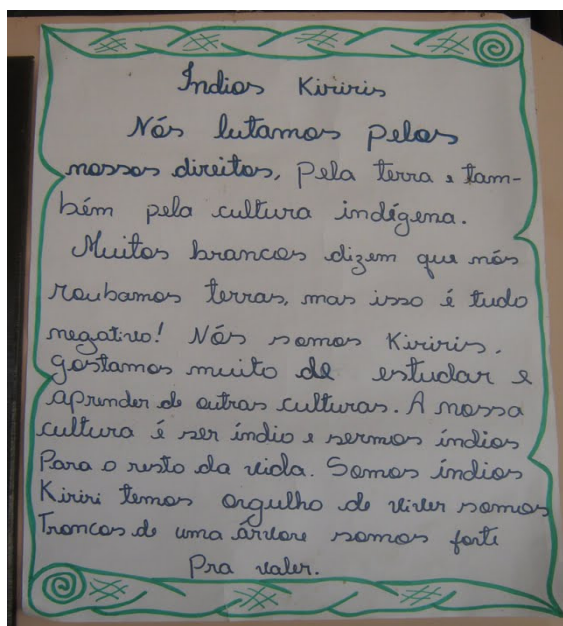 Índios Kiriris
Nós lutamos pelos
nossos direitos, pela terra e tam-
bém pela cultura indígena.
Muitos brancos dizem que nós
roubamos terras, mas isso é tudo
negativo! Nós somos Kiriris.
gostamos muito de estudar e
aprender de outras culturas. A nossa
cultura é ser índio e sermos índios
Para o resto da vida. Somos índios
Kiriri temos orgulho de viver somos
Troncos de uma árvore somos forte
Pra valer.